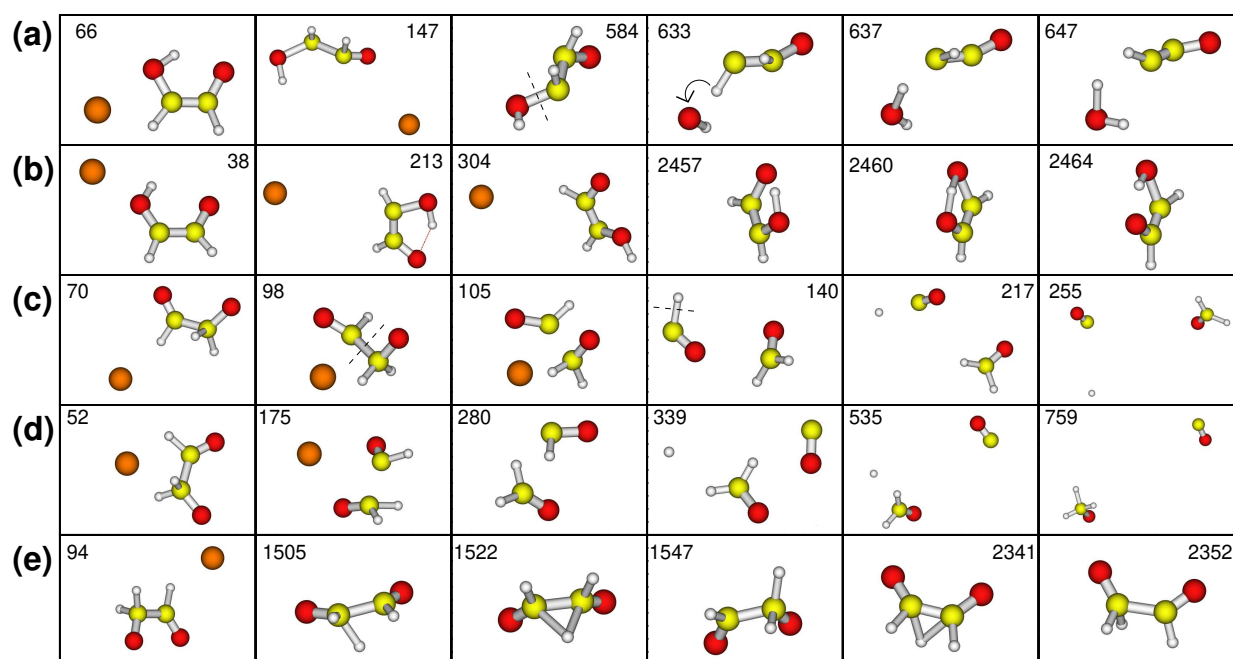 (a) 66 147 584 633 637 647
(b) 38 213 304 2457 2460 2464
(c) 70 98 105 140 217 255
(d) 52 175 280 339 535 759
(e) 94 1505 1522 1547 2341 2352